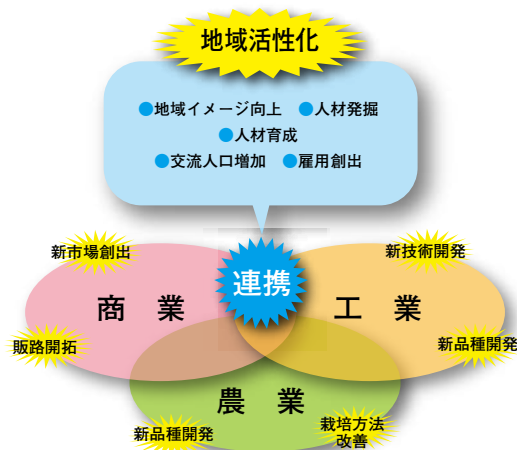 地域活性化
●地域イメージ向上 ●人材発掘
●人材育成
●交流人口増加 ●雇用創出
新市場創出
新技術開発
連携
商 業
工 業
販路開拓
新品種開発
農 業
新品種開発
栽培方法
改善